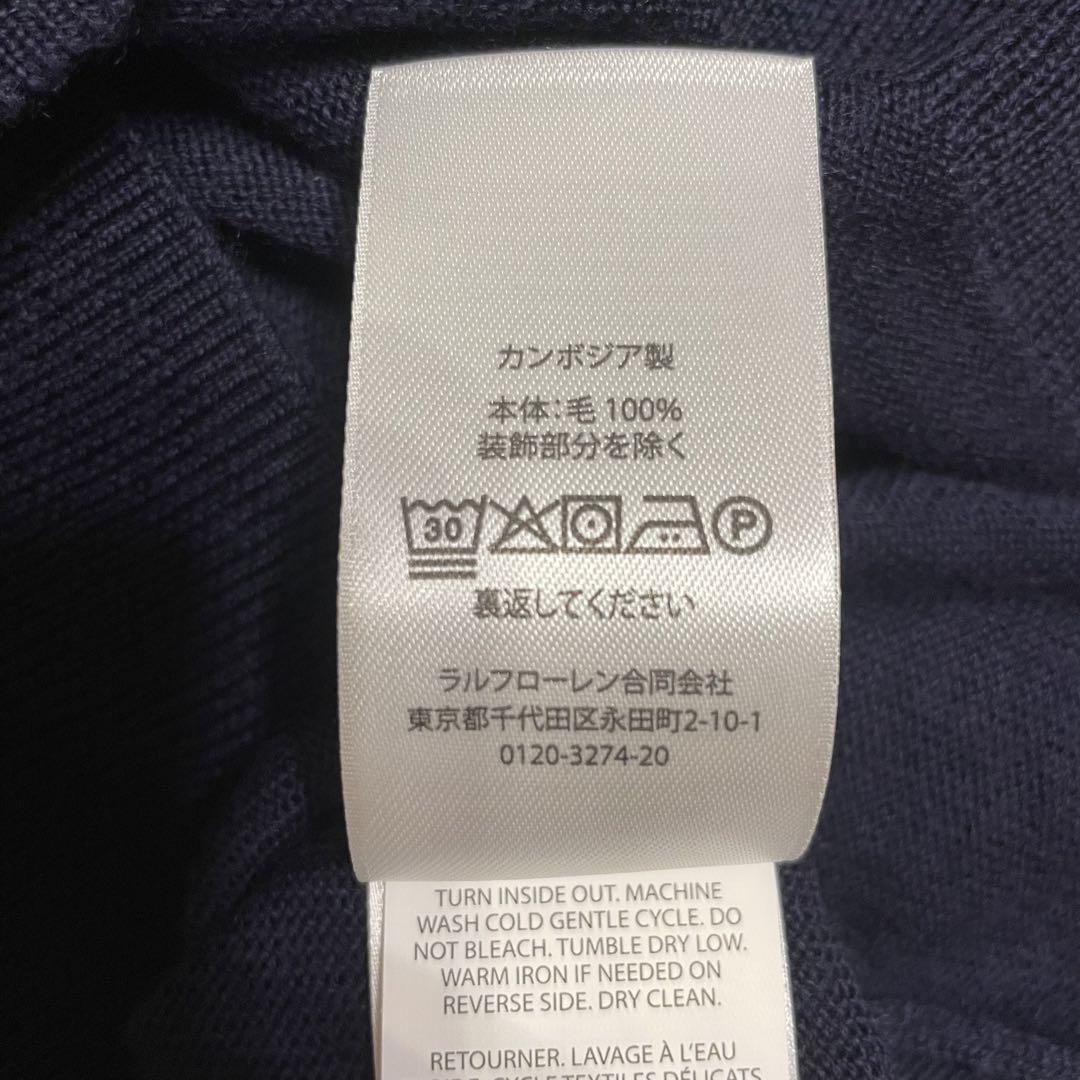 カンボジア製
本体:毛 100%
装飾部分を除く
30
P
裏返してください
ラルフローレン合同会社
東京都千代田区永田町2-10-1
0120-3274-20
TURN INSIDE OUT. MACHINE
WASH COLD GENTLE CYCLE. DO
NOT BLEACH. TUMBLE DRY LOW.
WARM IRON IF NEEDED ON
REVERSE SIDE. DRY CLEAN.
RETOURNER. LAVAGE À L'EAU
CYCLE TEXTILES DÉLICATS